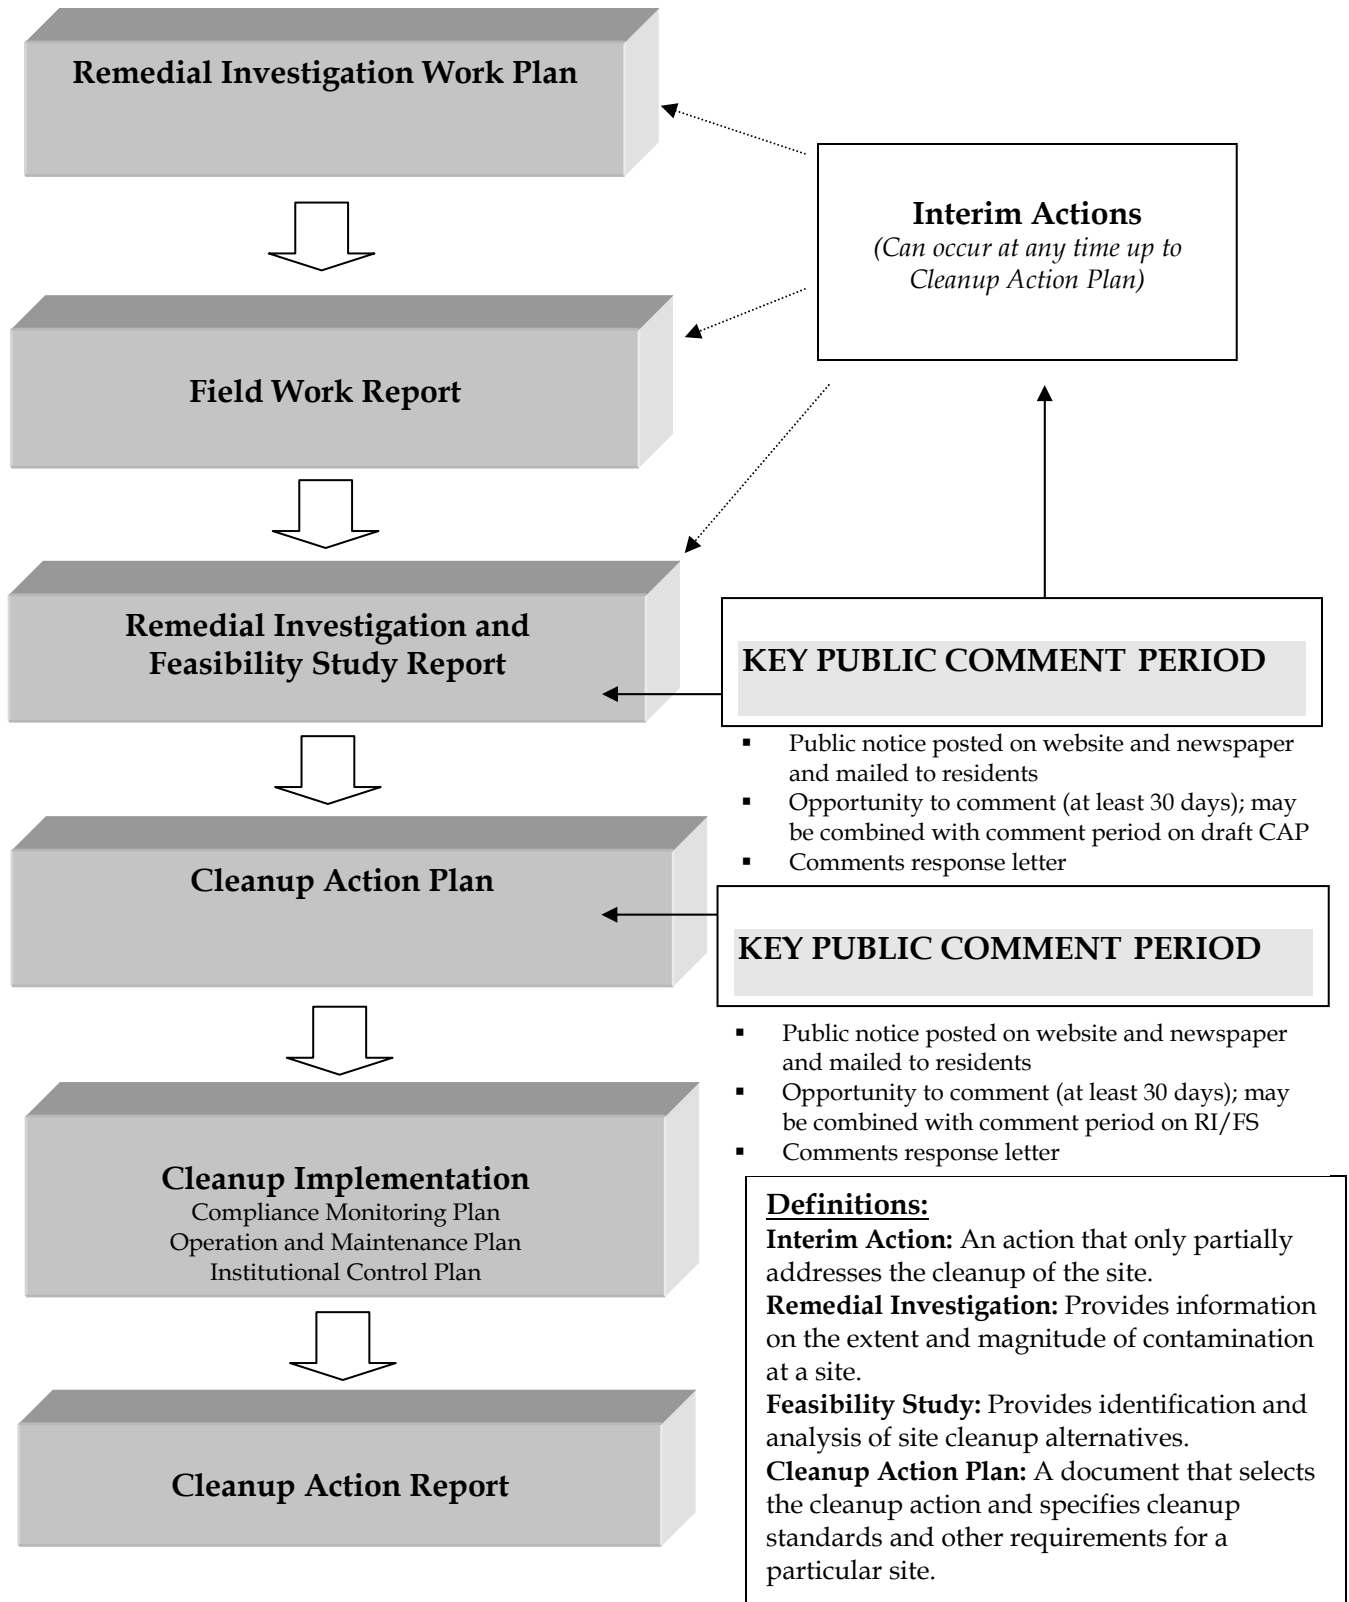 Remedial Investigation Work Plan
Interim Actions
(Can occur at any time up to
Cleanup Action Plan)
Field Work Report
Remedial Investigation and
Feasibility Study Report
KEY PUBLIC COMMENT PERIOD
▪ Public notice posted on website and newspaper
and mailed to residents
▪ Opportunity to comment (at least 30 days); may
be combined with comment period on draft CAP
▪ Comments response letter
Cleanup Action Plan
KEY PUBLIC COMMENT PERIOD
▪ Public notice posted on website and newspaper
and mailed to residents
▪ Opportunity to comment (at least 30 days); may
be combined with comment period on RI/FS
▪ Comments response letter
Cleanup Implementation
Compliance Monitoring Plan
Operation and Maintenance Plan
Institutional Control Plan
Definitions:
Interim Action: An action that only partially
addresses the cleanup of the site.
Remedial Investigation: Provides information
on the extent and magnitude of contamination
at a site.
Feasibility Study: Provides identification and
analysis of site cleanup alternatives.
Cleanup Action Plan: A document that selects
the cleanup action and specifies cleanup
standards and other requirements for a
particular site.
Cleanup Action Report